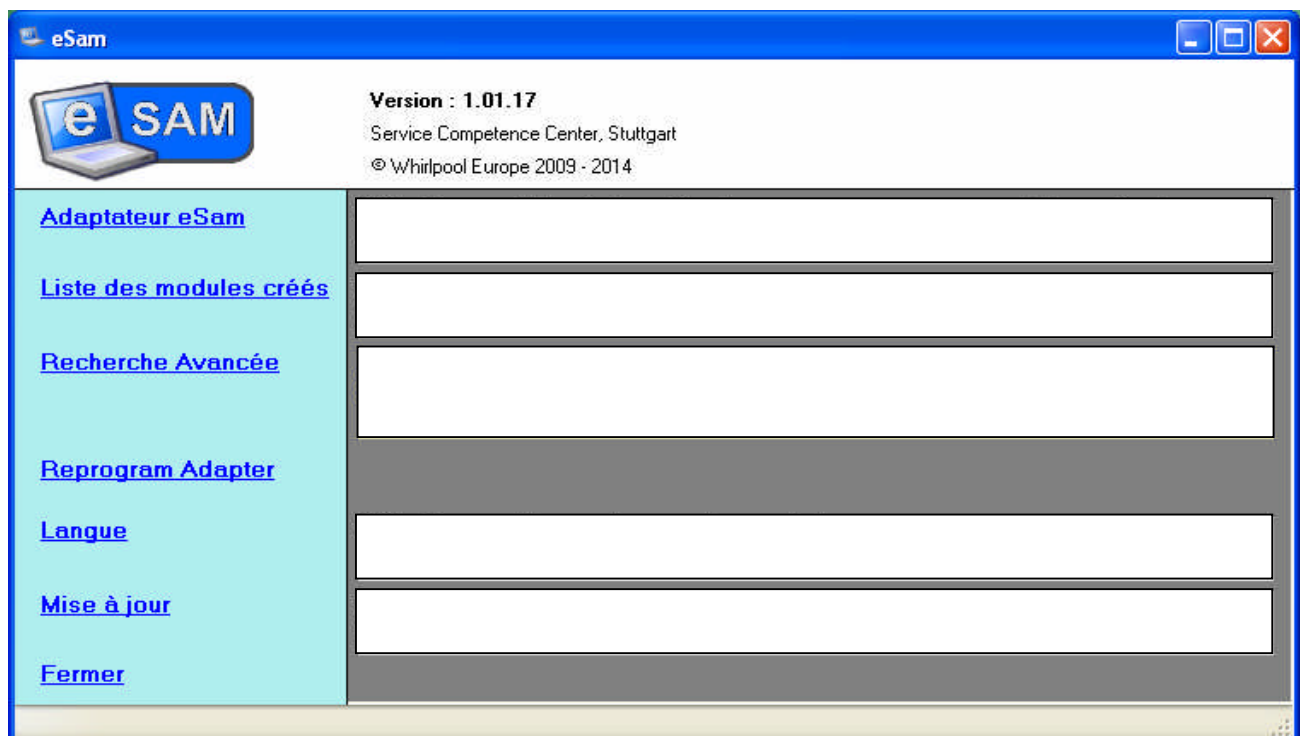 eSam
e SAM
Version : 1.01.17
Service Competence Center, Stuttgart
© Whirlpool Europe 2009 - 2014
Adaptateur eSam
Liste des modules créés
Recherche Avancée
Reprogram Adapter
Langue
Mise à jour
Fermer